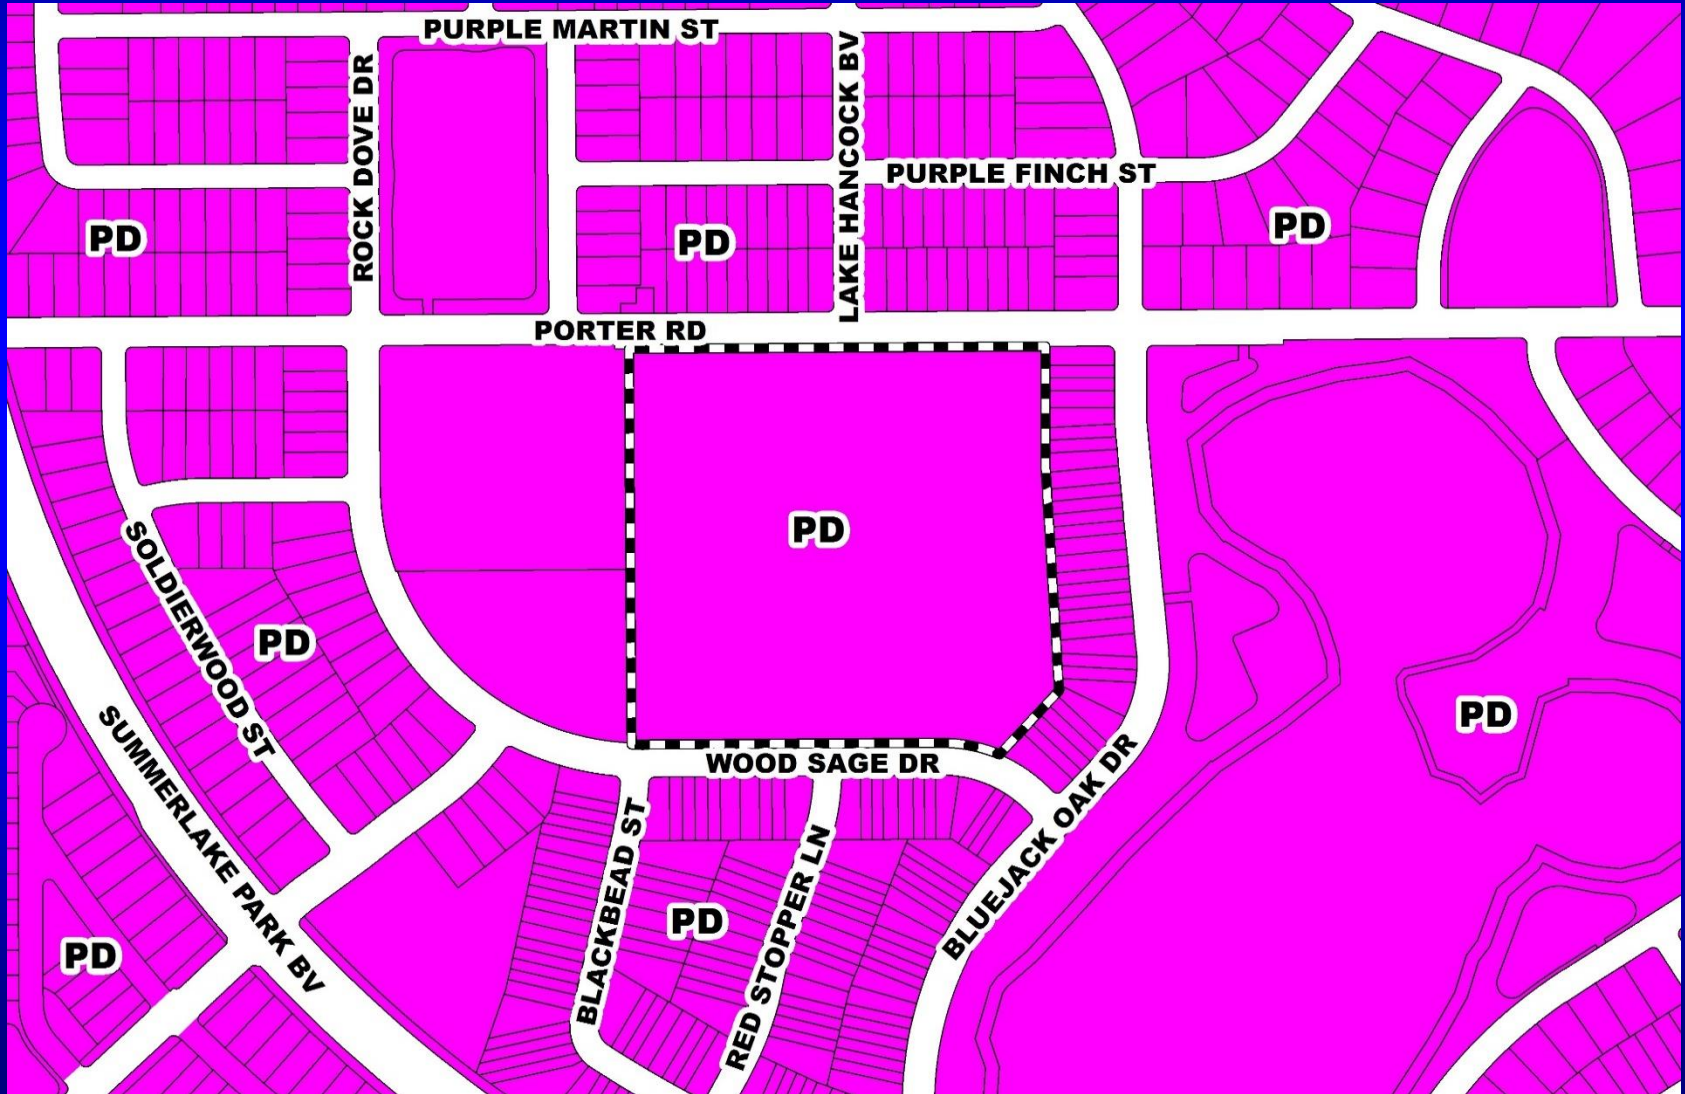 PURPLE MARTIN ST
ROCK DOVE DR
LAKE HANCOCK BV
PURPLE FINCH ST
PD
PD
PD
PORTER RD
PD
SOLDIERWOOD ST
PD
PD
SUMMERLAKE PARK BV
WOOD SAGE DR
BLUEJACK OAK DR
BLACKBEAD ST
RED STOPPER LN
PD
PD